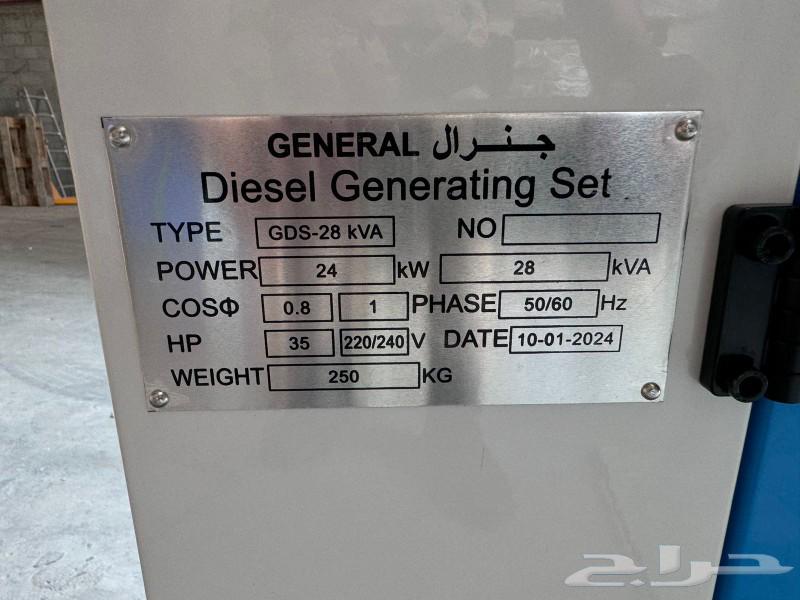 GENERAL جنرال
Diesel Generating Set
TYPE GDS-28 kVA NO
POWER 24 kW 28 kVA
COSΦ 0.8 1 PHASE 50/60 Hz
HP 35 220/240 V DATE 10-01-2024
WEIGHT 250 KG
حراج